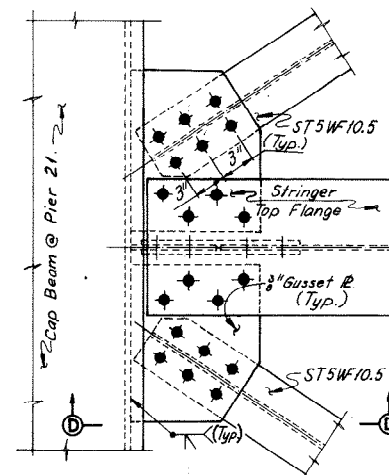 ST5WF10.5
(Typ.)
3"
3"
Stringer
Top Flange
Cap Beam @ Pier 21.
3/8" Gusset PL
(Typ.)
ST5WF10.5
D
(Typ.)
D